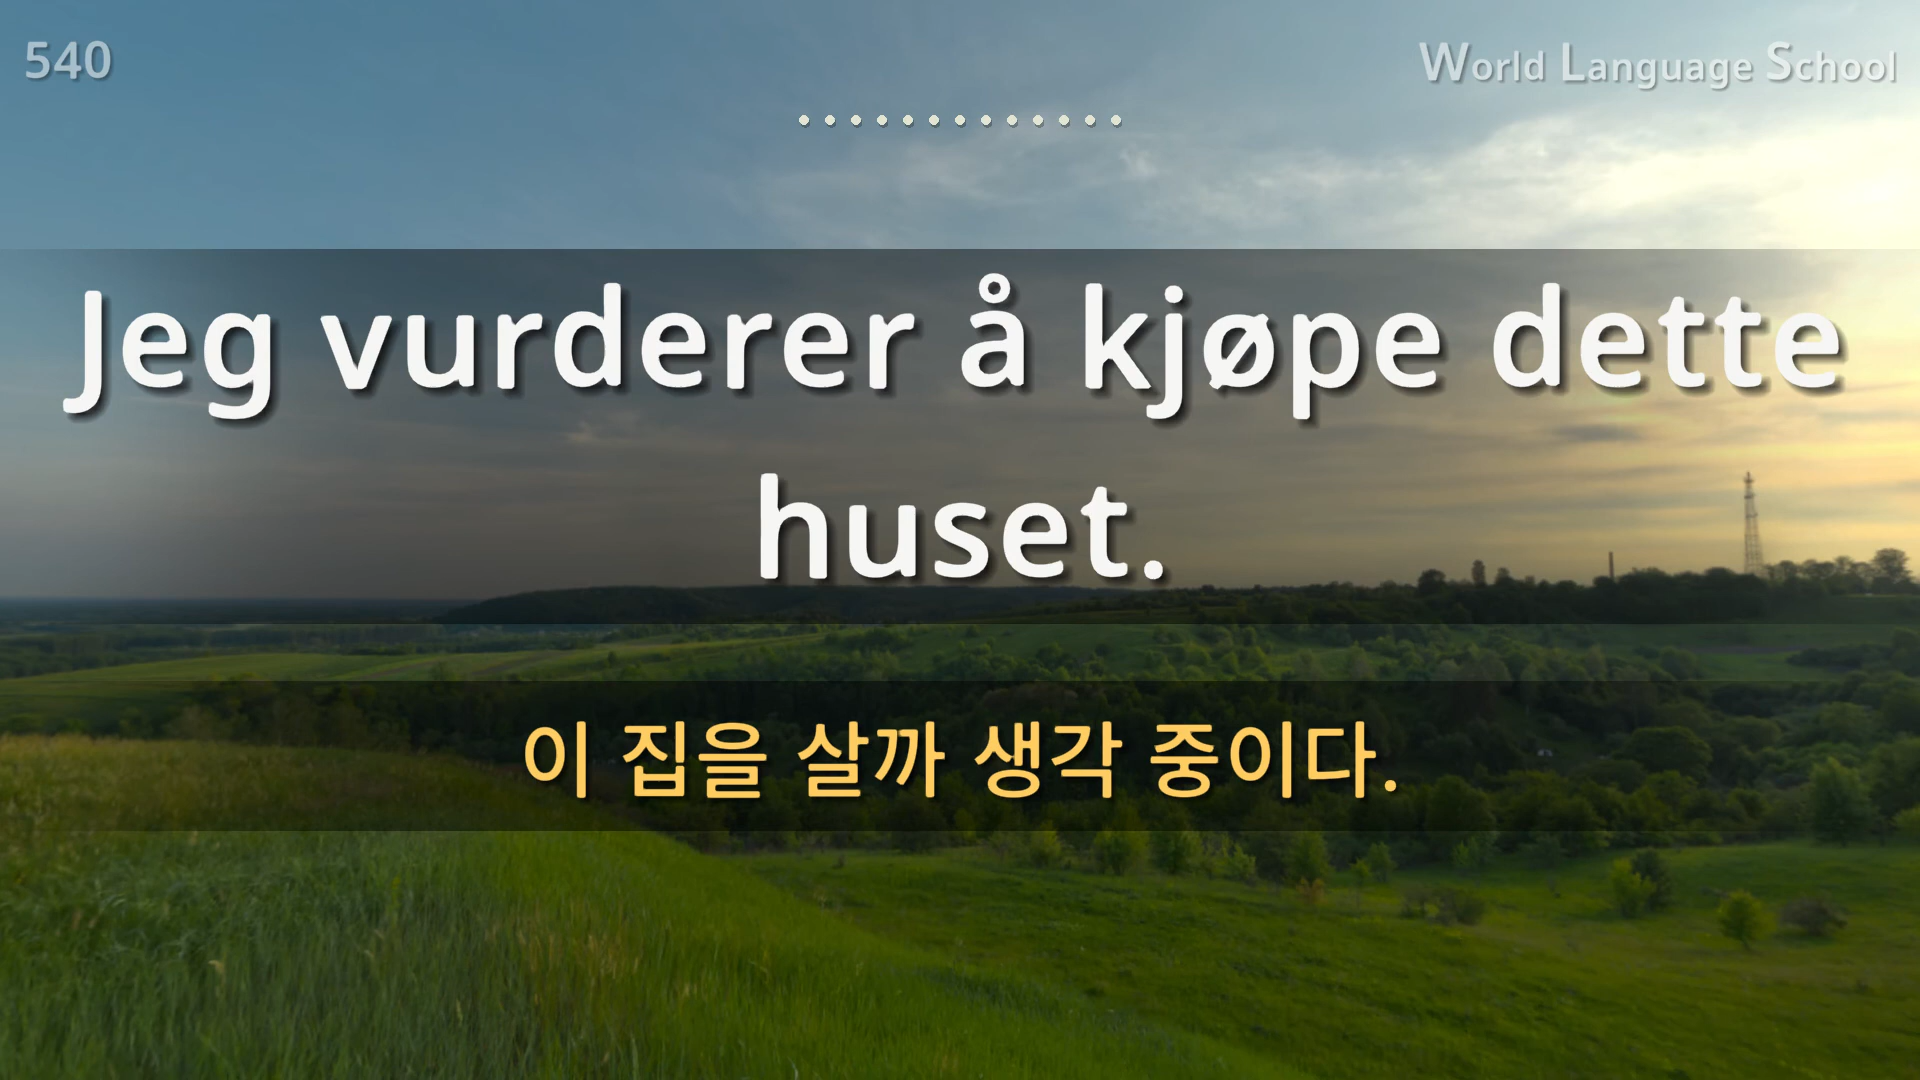 540
World Language School
Jeg vurderer å kjøpe dette
huset.
이 집을 살까 생각 중이다.